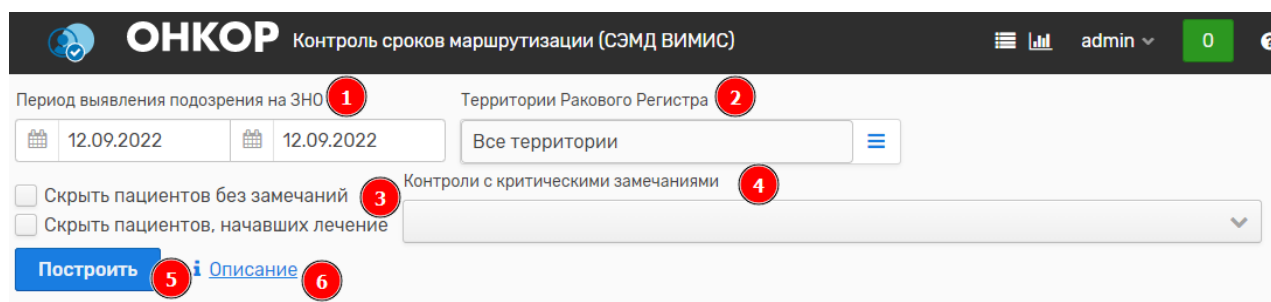 ОНКОР Контроль сроков маршрутизации (СЭМД ВИМИС) admin 0 ?
Период выявления подозрения на ЗНО 1 Территории Ракового Регистра 2
12.09.2022 12.09.2022 Все территории
Контроли с критическими замечаниями 4
Скрыть пациентов без замечаний 3
Скрыть пациентов, начавших лечение
Построить 5 i Описание 6